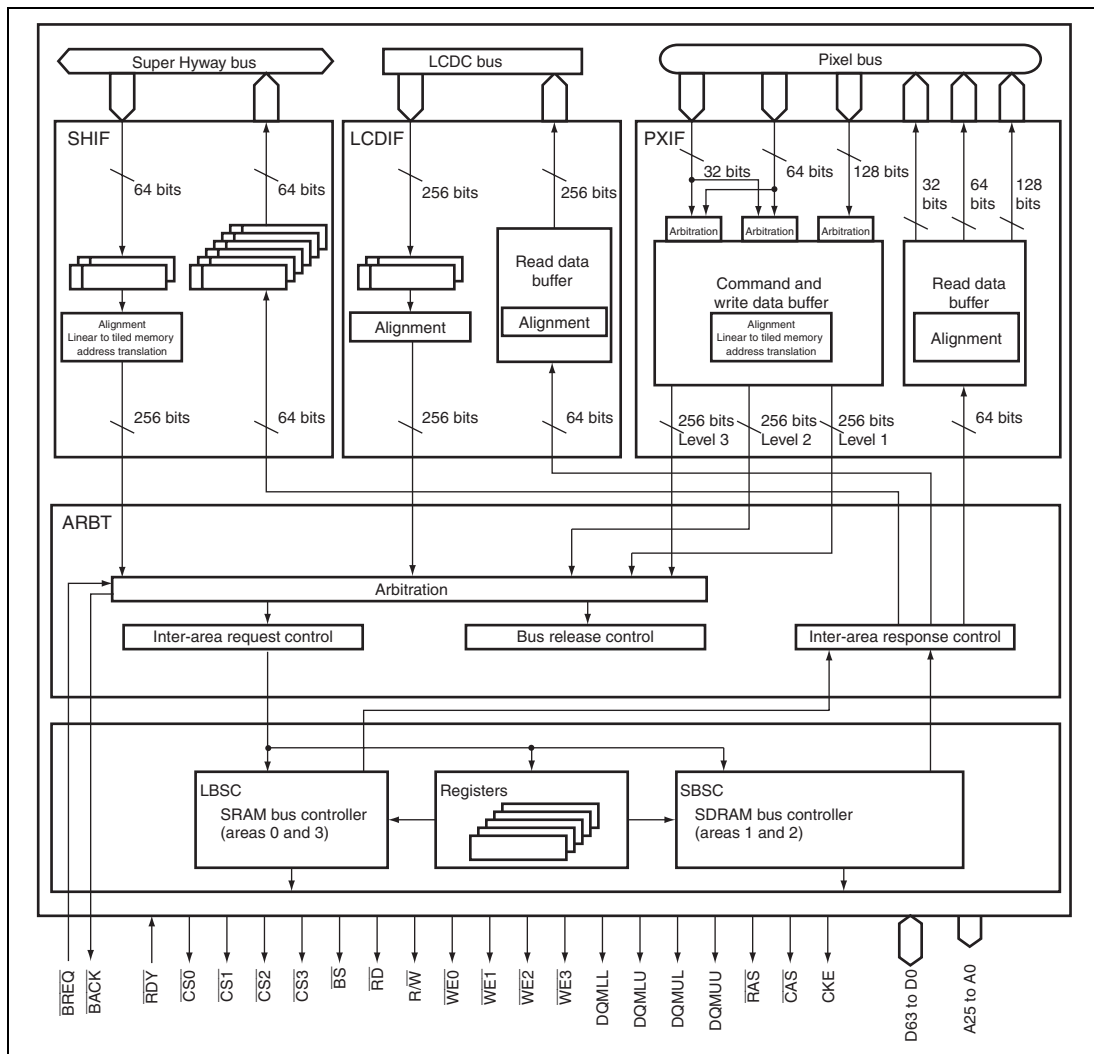 Super Hyway bus
LCDC bus
Pixel bus
SHIF
64 bits
64 bits
Alignment
Linear to tiled memory
address translation
256 bits
64 bits
LCDIF
256 bits
256 bits
Read data
buffer
Alignment
Alignment
256 bits
64 bits
PXIF
32 bits
64 bits
128 bits
32
bits
64
bits
128
bits
Arbitration
Arbitration
Arbitration
Command and
write data buffer
Alignment
Linear to tiled memory
address translation
Read data
buffer
Alignment
256 bits
Level 3
256 bits
Level 2
256 bits
Level 1
64 bits
ARBT
Arbitration
Inter-area request control
Bus release control
Inter-area response control
LBSC
SRAM bus controller
(areas 0 and 3)
Registers
SBSC
SDRAM bus controller
(areas 1 and 2)
BREQ
BACK
RDY
CS0
CS1
CS2
CS3
BS
RD
R/W
WE0
WE1
WE2
WE3
DQMLL
DQMLU
DQMUL
DQMUU
RAS
CAS
CKE
D63 to D0
A25 to A0